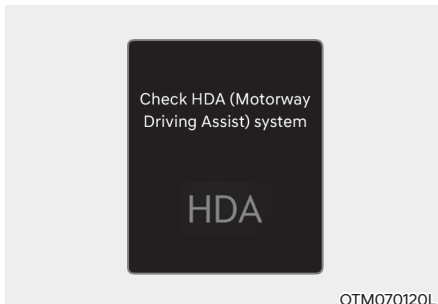 Check HDA (Motorway
Driving Assist) system
HDA
OTM070120L